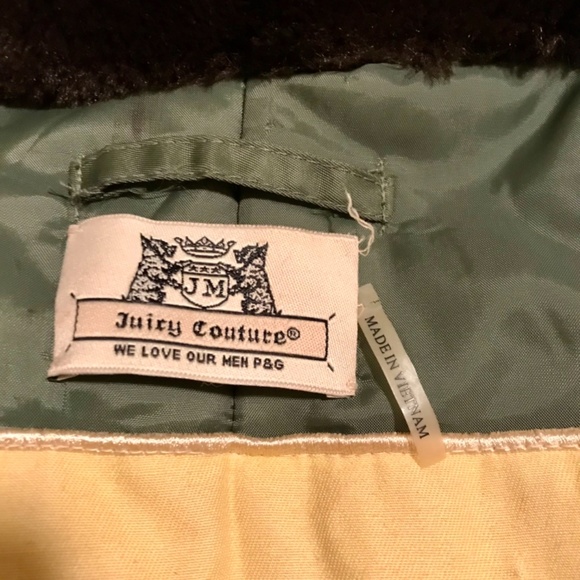 JM
Juicy Couture®
WE LOVE OUR MEN P&G
MADE IN VIETNAM